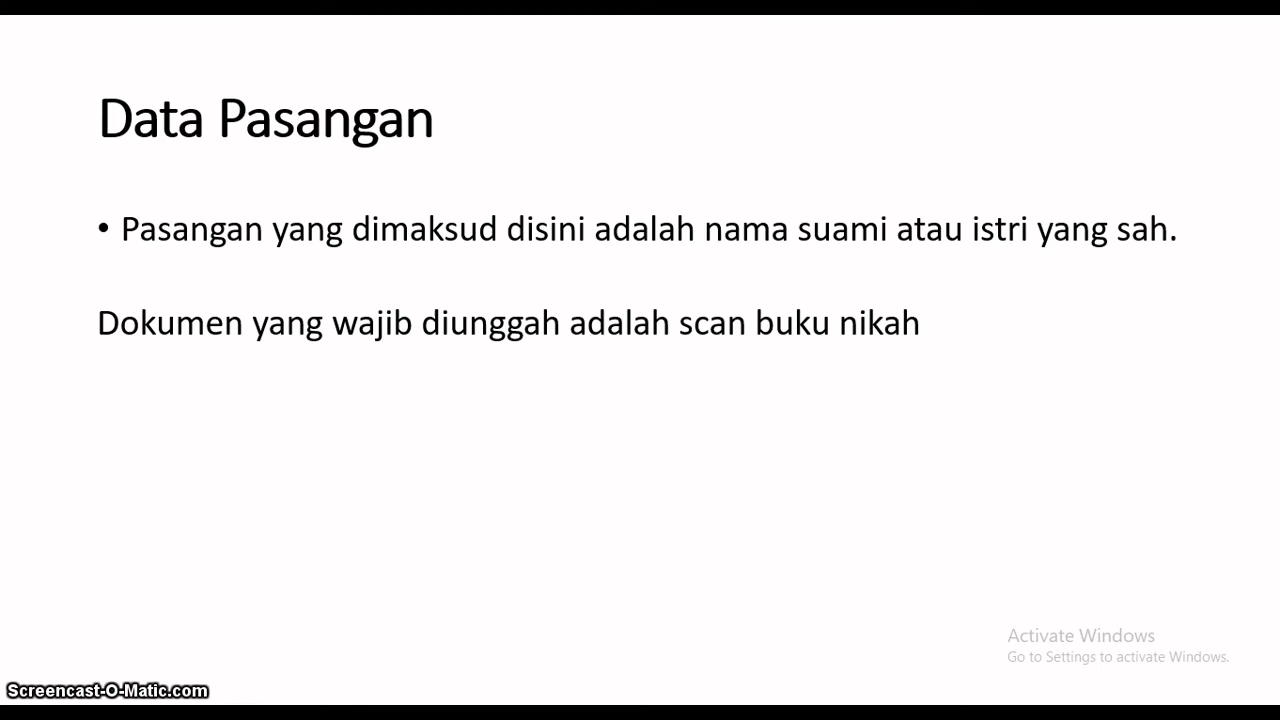 Data Pasangan
• Pasangan yang dimaksud disini adalah nama suami atau istri yang sah.
Dokumen yang wajib diunggah adalah scan buku nikah
Activate Windows
Go to Settings to activate Windows.
Screencast-O-Matic.com